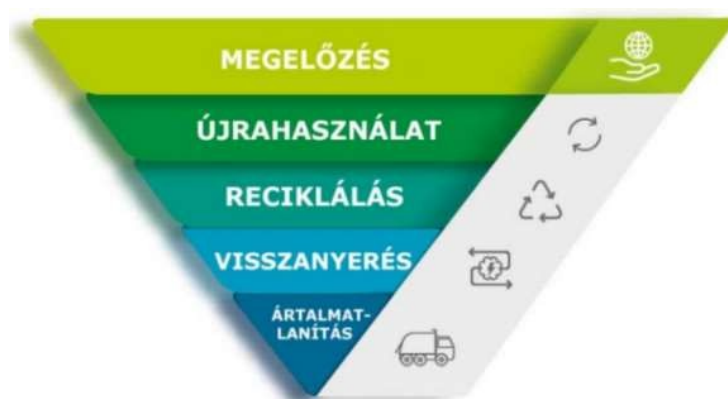 MEGELŐZÉS
ÚJRAHASZNÁLAT
RECIKLÁLÁS
VISSZANYERÉS
ÁRTALMAT-
LANÍTÁS